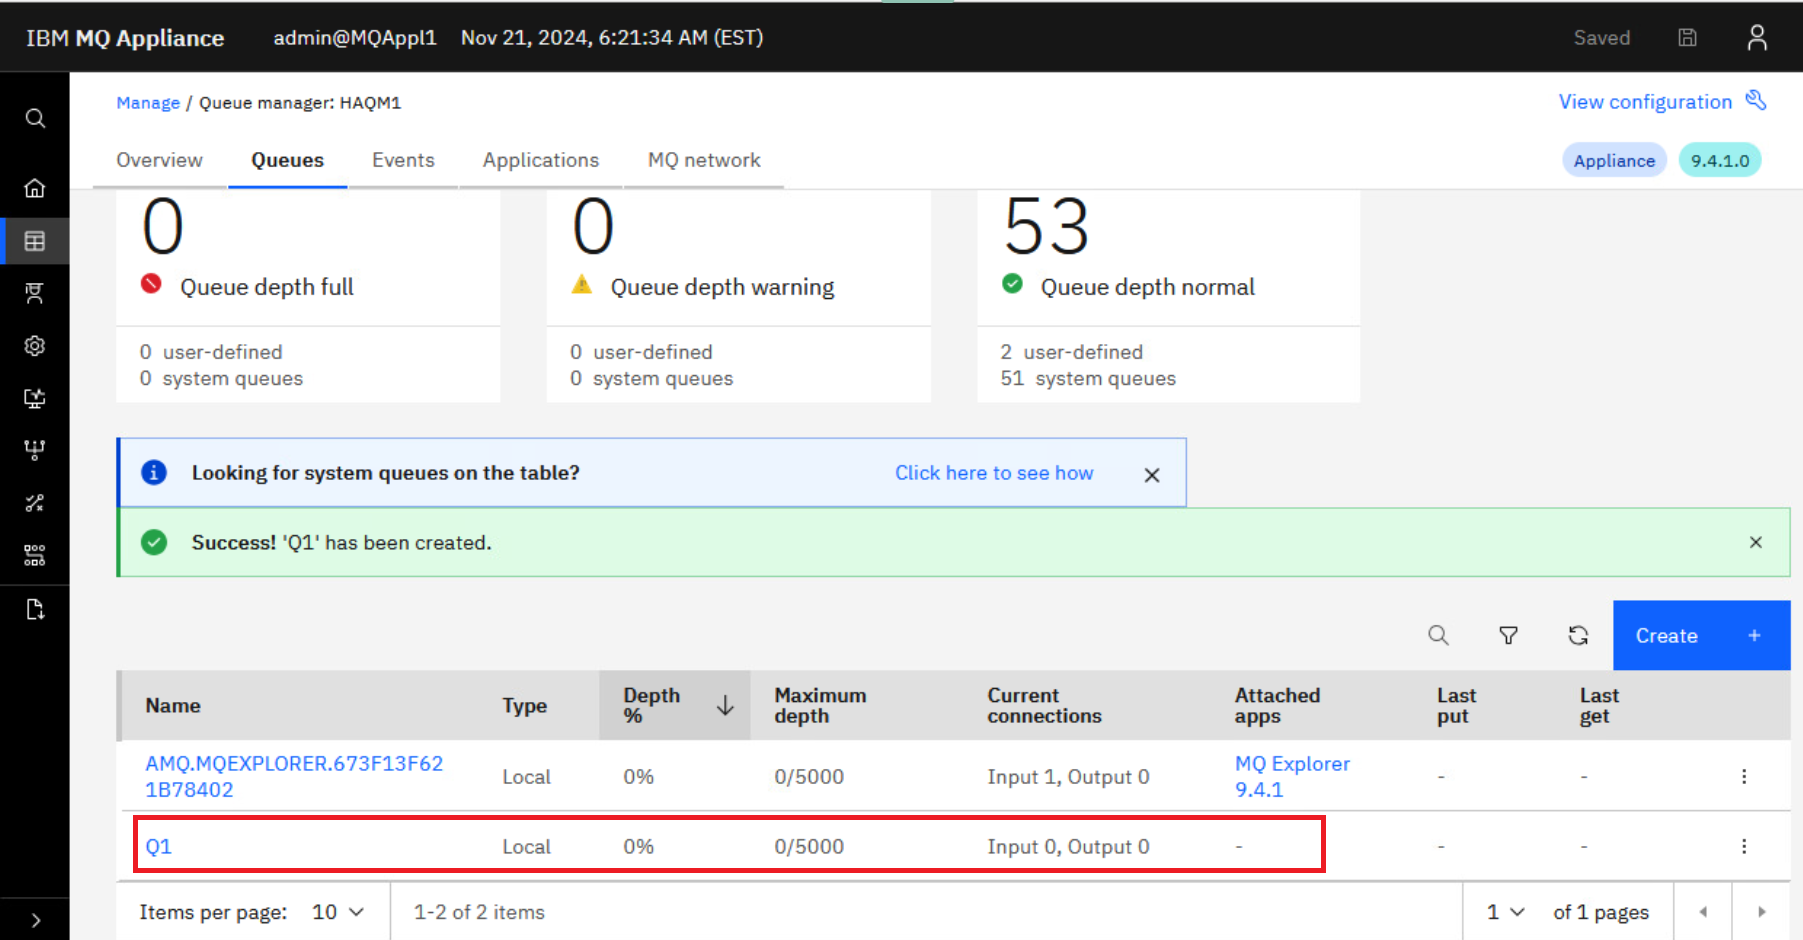 IBM MQ Appliance admin@MQAppl1 Nov 21, 2024, 6:21:34 AM (EST) Saved
Manage / Queue manager: HAQM1 View configuration
Overview Queues Events Applications MQ network Appliance 9.4.1.0
0 0 53
Queue depth full Queue depth warning Queue depth normal
0 user-defined 0 user-defined 2 user-defined
0 system queues 0 system queues 51 system queues
Looking for system queues on the table? Click here to see how
Success! 'Q1' has been created.
Create +
Name Type Depth % Maximum depth Current connections Attached apps Last put Last get
AMQ.MQEXPLORER.673F13F62 Local 0% 0/5000 Input 1, Output 0 MQ Explorer - -
1B78402 9.4.1
Q1 Local 0% 0/5000 Input 0, Output 0 - - -
Items per page: 10 1-2 of 2 items 1 of 1 pages